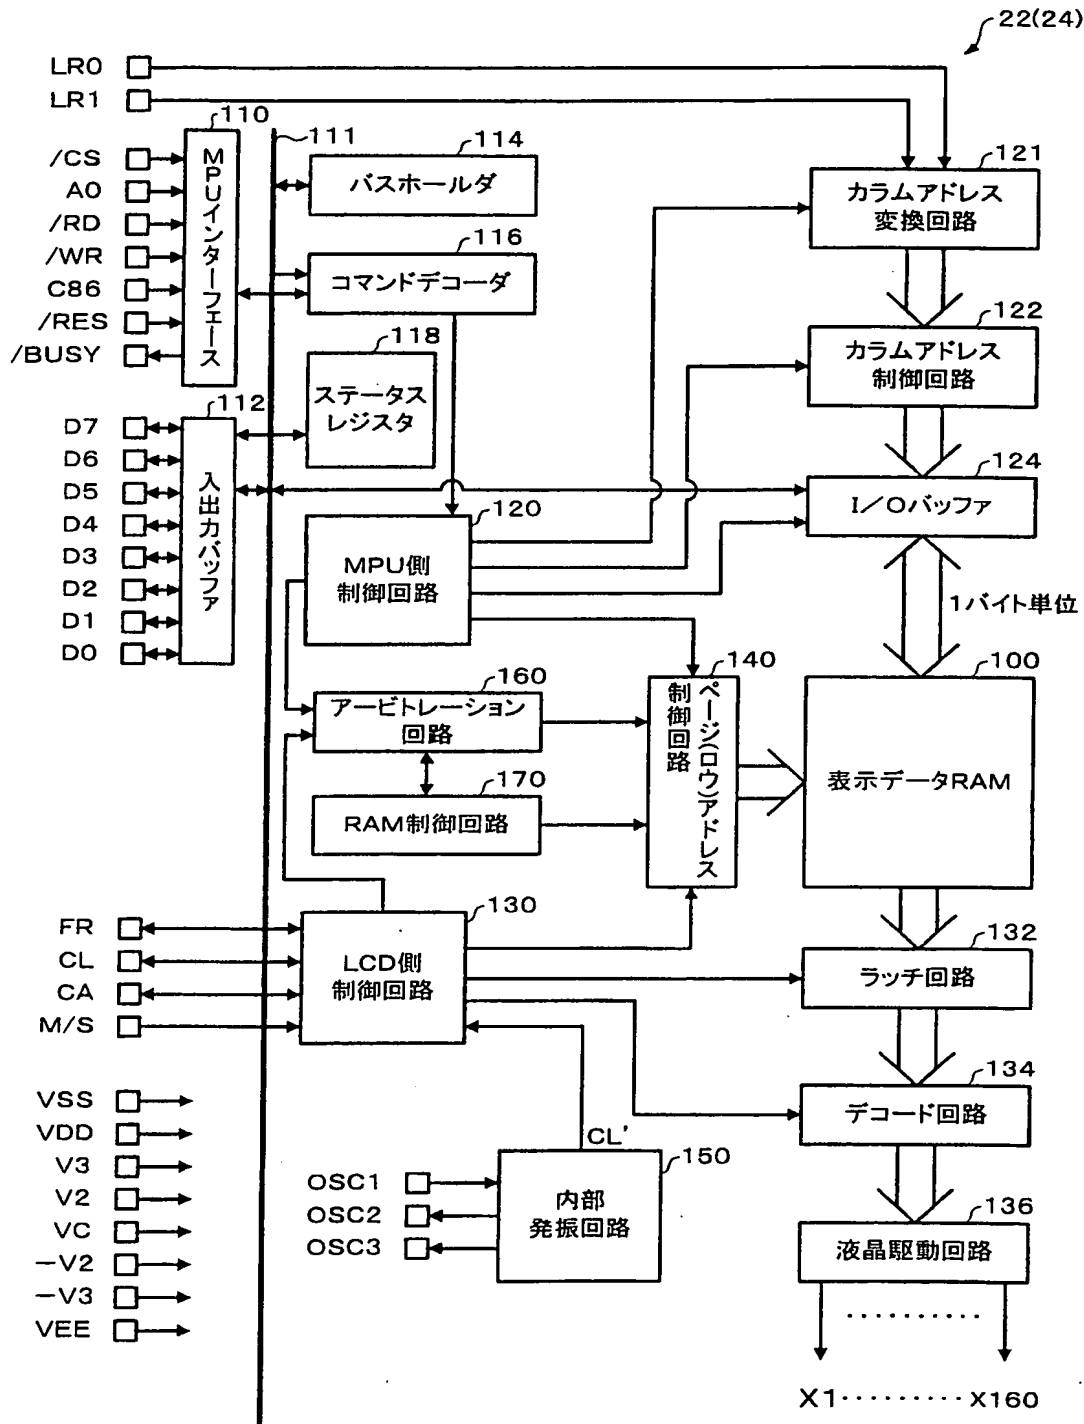 22(24)
LR0
LR1
110
111
/CS
A0
/RD
/WR
C86
/RES
/BUSY
MPUインターフェース
114
バスホールダ
116
コマンドデコーダ
118
ステータス
レジスタ
121
カラムアドレス
変換回路
122
カラムアドレス
制御回路
112
D7
D6
D5
D4
D3
D2
D1
D0
入出力バッファ
124
I/Oバッファ
120
MPU側
制御回路
1バイト単位
160
アービトレーション
回路
170
RAM制御回路
140
ページ(ロウ)アドレス
制御回路
100
表示データRAM
FR
CL
CA
M/S
130
LCD側
制御回路
132
ラッチ回路
134
デコード回路
VSS
VDD
V3
V2
VC
−V2
−V3
VEE
CL'
150
OSC1
OSC2
OSC3
内部
発振回路
136
液晶駆動回路
··········
X1·········X160